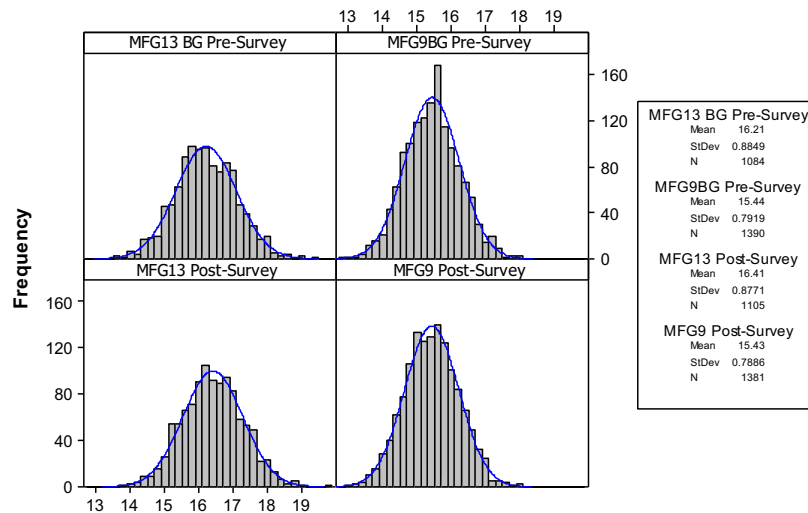 13 14 15 16 17 18 19
MFG13 BG Pre-Survey MFG9BG Pre-Survey
160
120
80
40
0
MFG13 Post-Survey MFG9 Post-Survey
160
120
80
40
0
13 14 15 16 17 18 19
Frequency
MFG13 BG Pre-Survey
Mean 16.21
StDev 0.8849
N 1084
MFG9BG Pre-Survey
Mean 15.44
StDev 0.7919
N 1390
MFG13 Post-Survey
Mean 16.41
StDev 0.8771
N 1105
MFG9 Post-Survey
Mean 15.43
StDev 0.7886
N 1381